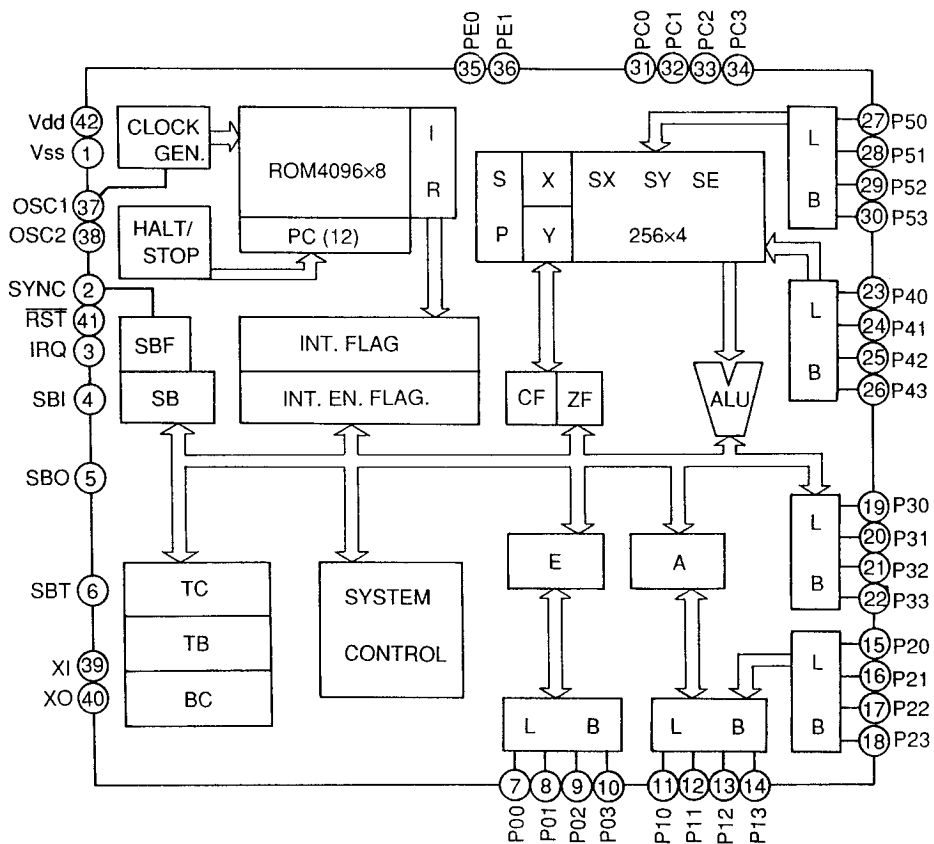 PE0
PE1
PC0
PC1
PC2
PC3
35
36
31
32
33
34
Vdd
42
Vss
1
OSC1
37
OSC2
38
SYNC
2
RST
41
IRQ
3
SBI
4
SBO
5
SBT
6
XI
39
XO
40
CLOCK
GEN.
HALT/
STOP
ROM4096×8
PC (12)
I
R
S
P
X
Y
SX SY SE
256×4
L
B
27
P50
28
P51
29
P52
30
P53
L
B
23
P40
24
P41
25
P42
26
P43
SBF
SB
INT. FLAG
INT. EN. FLAG.
CF
ZF
ALU
L
B
19
P30
20
P31
21
P32
22
P33
TC
TB
BC
SYSTEM
CONTROL
E
A
L
B
15
P20
16
P21
17
P22
18
P23
L B
L B
7
8
9
10
11
12
13
14
P00
P01
P02
P03
P10
P11
P12
P13